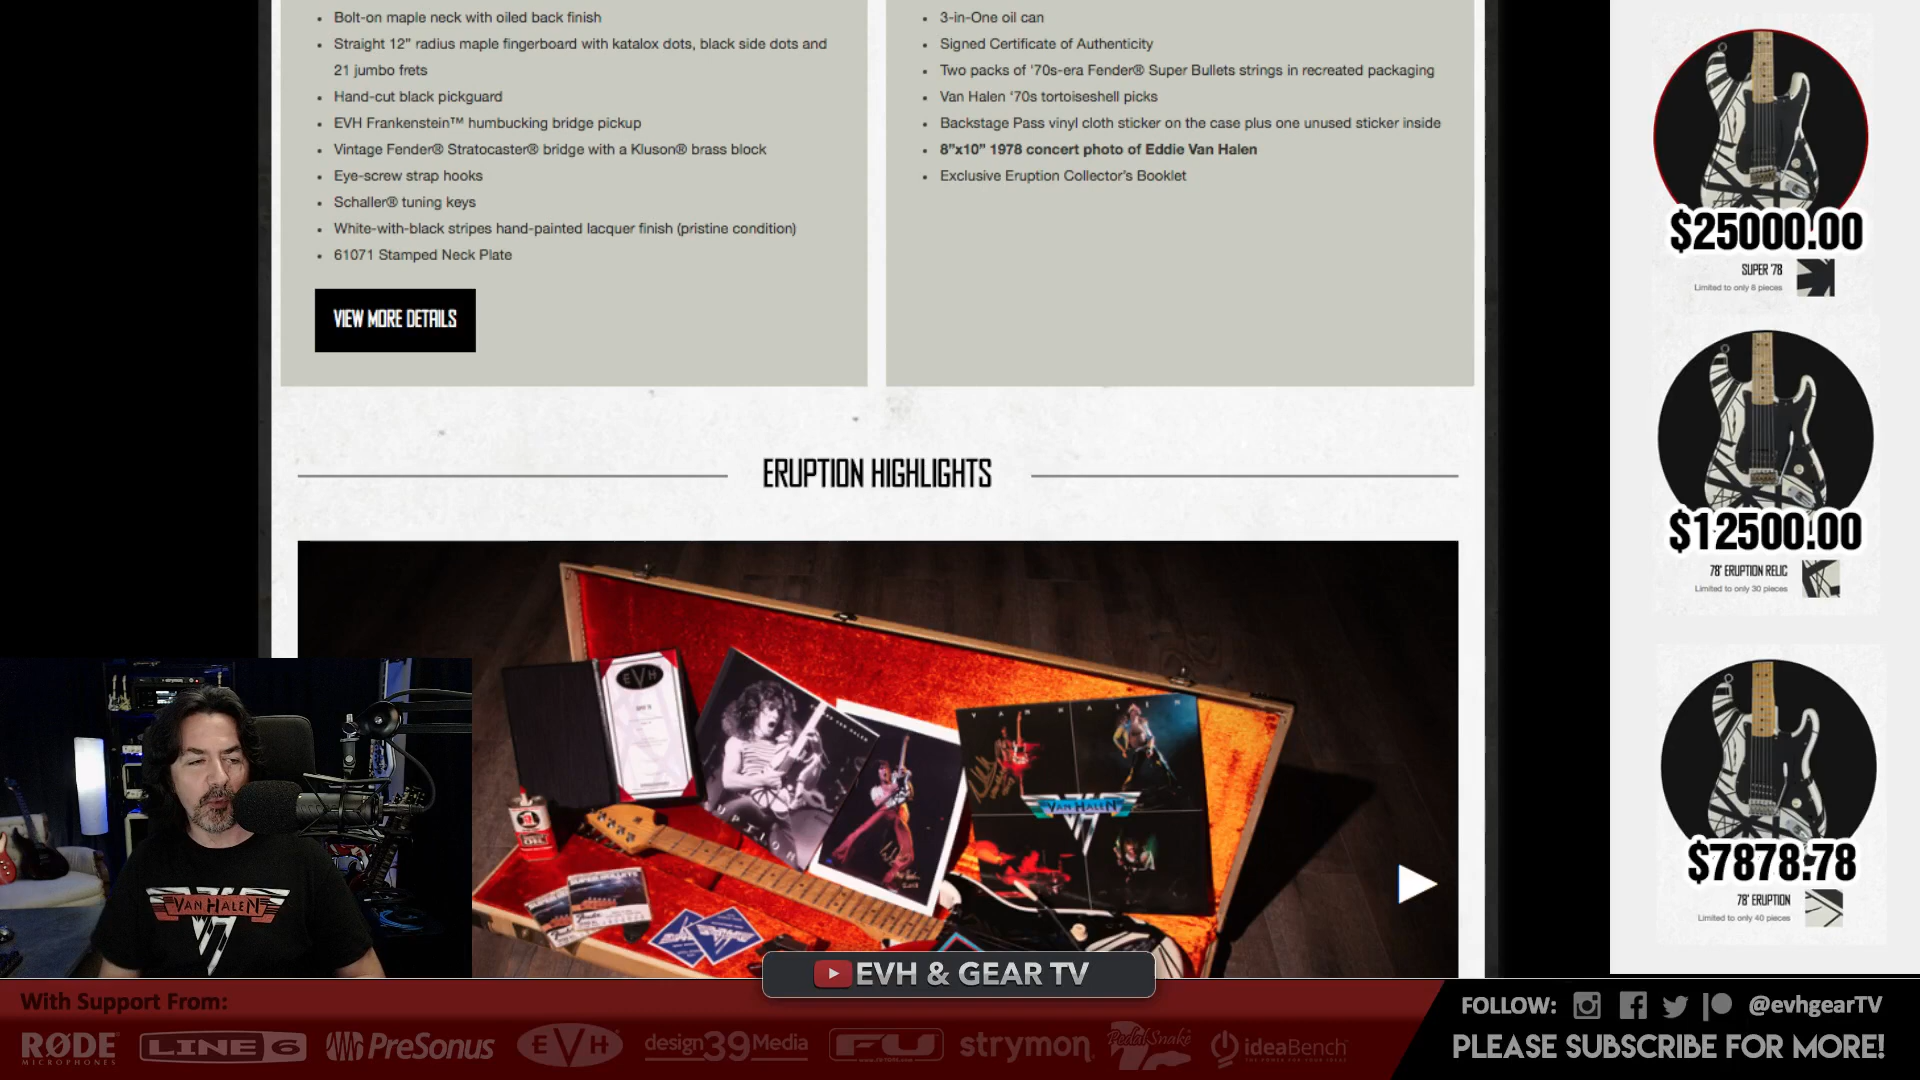 Bolt-on maple neck with oiled back finish
Straight 12” radius maple fingerboard with katalox dots, black side dots and
21 jumbo frets
Hand-cut black pickguard
EVH Frankenstein™ humbucking bridge pickup
Vintage Fender® Stratocaster® bridge with a Kluson® brass block
Eye-screw strap hooks
Schaller® tuning keys
White-with-black stripes hand-painted lacquer finish (pristine condition)
61071 Stamped Neck Plate
VIEW MORE DETAILS
3-in-One oil can
Signed Certificate of Authenticity
Two packs of ‘70s-era Fender® Super Bullets strings in recreated packaging
Van Halen ‘70s tortoiseshell picks
Backstage Pass vinyl cloth sticker on the case plus one unused sticker inside
8”x10” 1978 concert photo of Eddie Van Halen
Exclusive Eruption Collector’s Booklet
$25000.00
SUPER '78
Limited to only 8 pieces
$12500.00
78' ERUPTION RELIC
Limited to only 30 pieces
$7878.78
78' ERUPTION
Limited to only 40 pieces
ERUPTION HIGHLIGHTS
EVH
VAN HALEN
VAN HALEN
VAN HALEN
EVH & GEAR TV
With Support From:
RØDE
MICROPHONES
LINE 6
PreSonus
EVH
design39Media
FU
strymon
PedalSnake
ideaBench
FOLLOW:
@evhgearTV
PLEASE SUBSCRIBE FOR MORE!